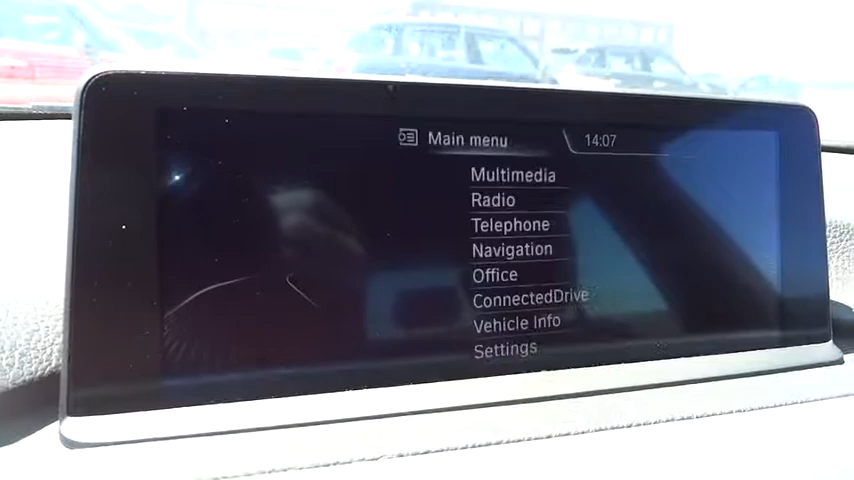 Main menu
14:07
Multimedia
Radio
Telephone
Navigation
Office
ConnectedDrive
Vehicle Info
Settings